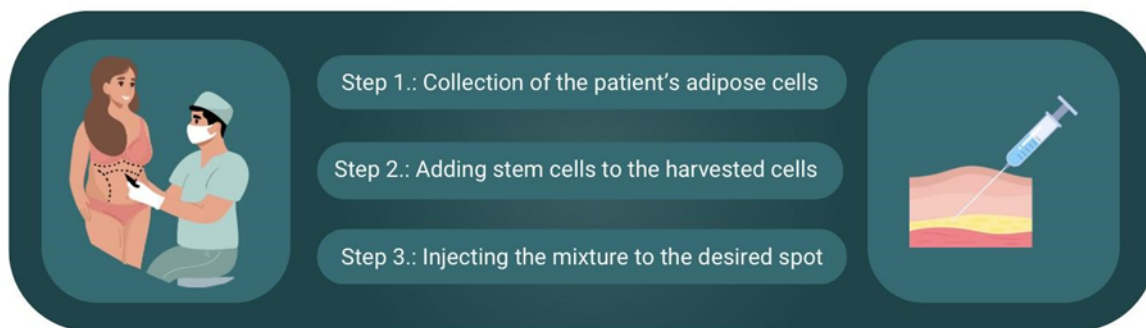 Step 1.: Collection of the patient’s adipose cells
Step 2.: Adding stem cells to the harvested cells
Step 3.: Injecting the mixture to the desired spot